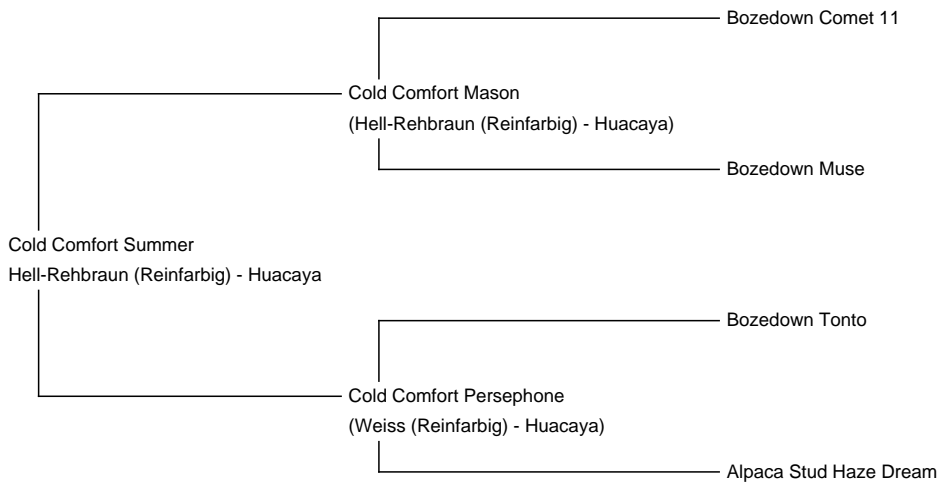 Bozedown Comet 11
Cold Comfort Mason
(Hell-Rehbraun (Reinfarbig) - Huacaya)
Bozedown Muse
Cold Comfort Summer
Hell-Rehbraun (Reinfarbig) - Huacaya
Bozedown Tonto
Cold Comfort Persephone
(Weiss (Reinfarbig) - Huacaya)
Alpaca Stud Haze Dream